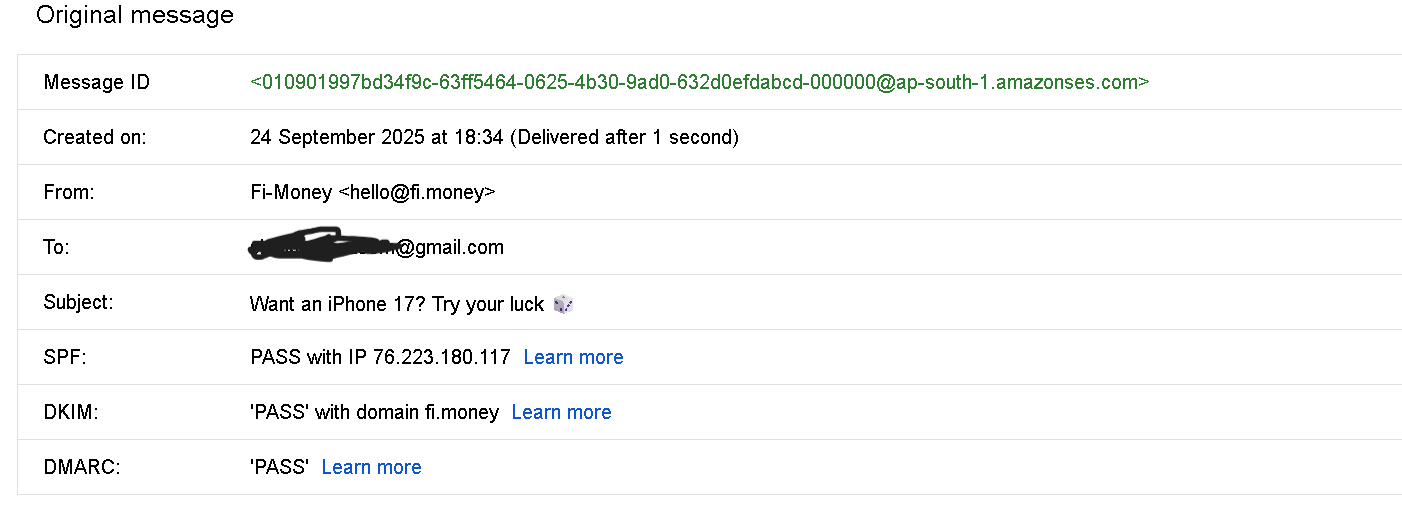 Original message
Message ID <010901997bd34f9c-63ff5464-0625-4b30-9ad0-632d0efdabcd-000000@ap-south-1.amazonses.com>
Created on: 24 September 2025 at 18:34 (Delivered after 1 second)
From: Fi-Money <hello@fi.money>
To: @gmail.com
Subject: Want an iPhone 17? Try your luck 🎲
SPF: PASS with IP 76.223.180.117 Learn more
DKIM: 'PASS' with domain fi.money Learn more
DMARC: 'PASS' Learn more